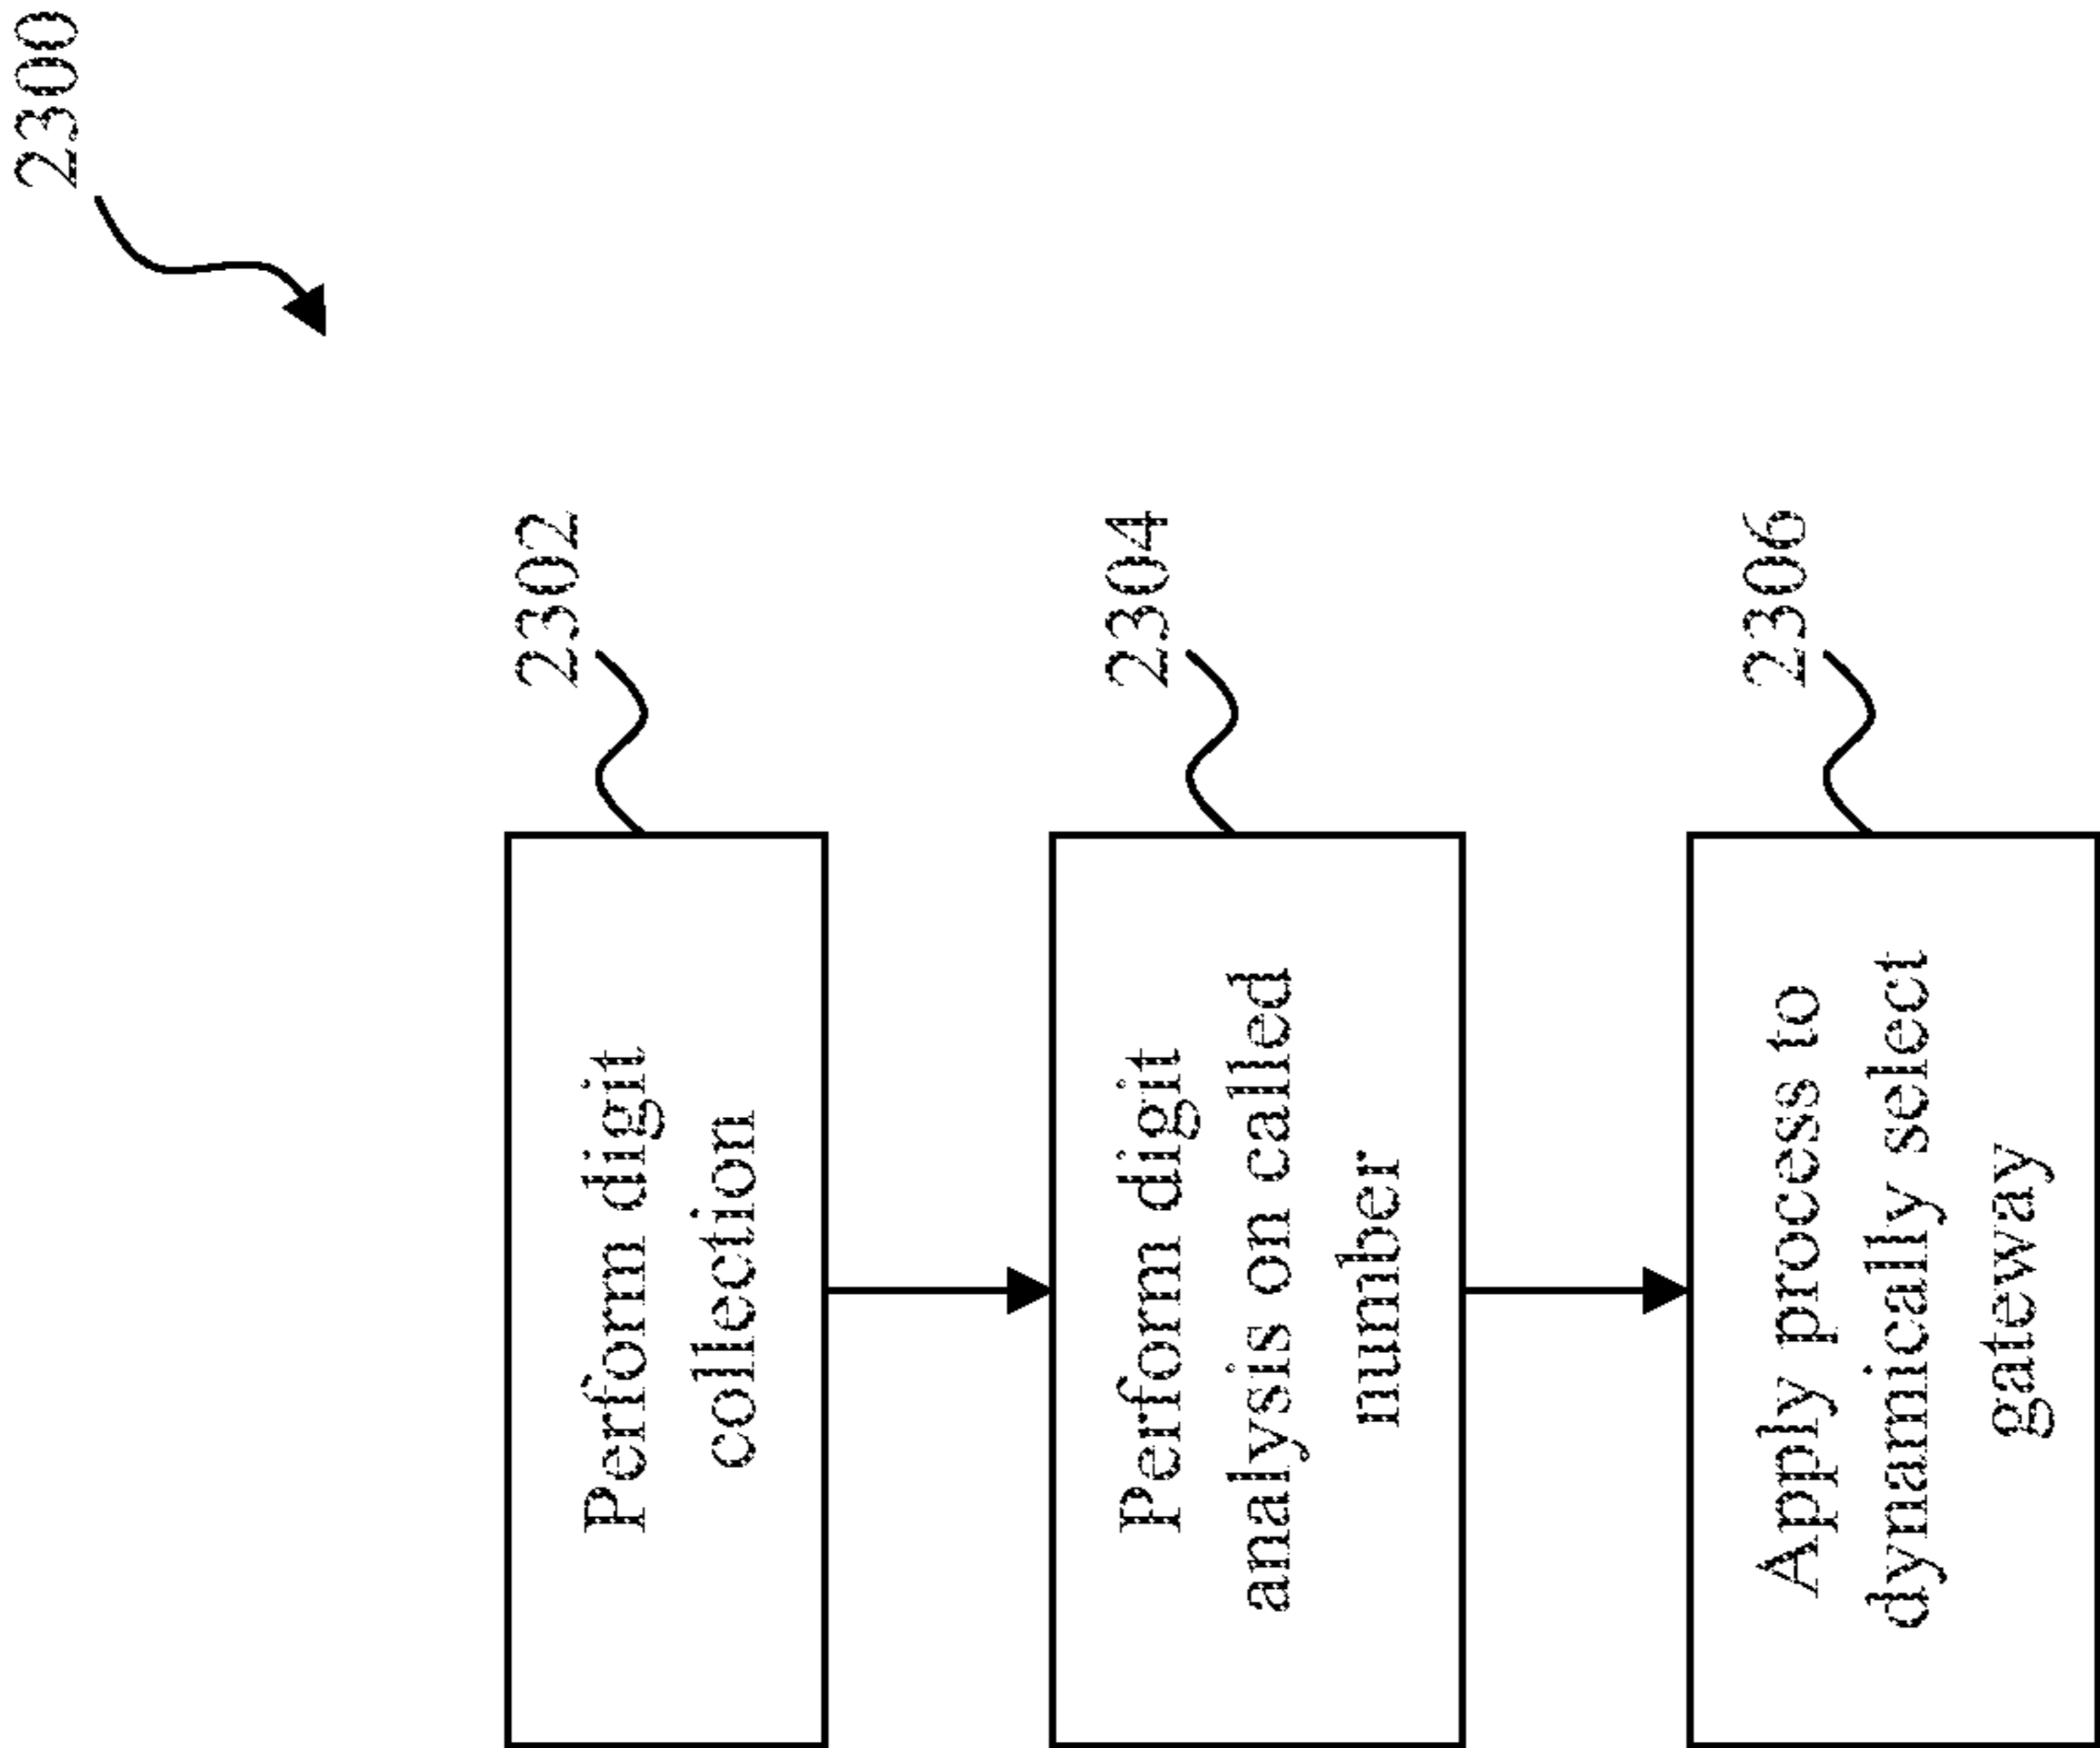 2300
2302
Perform digit
collection
2304
Perform digit
analysis on called
number
2306
Apply process to
dynamically select
gateway